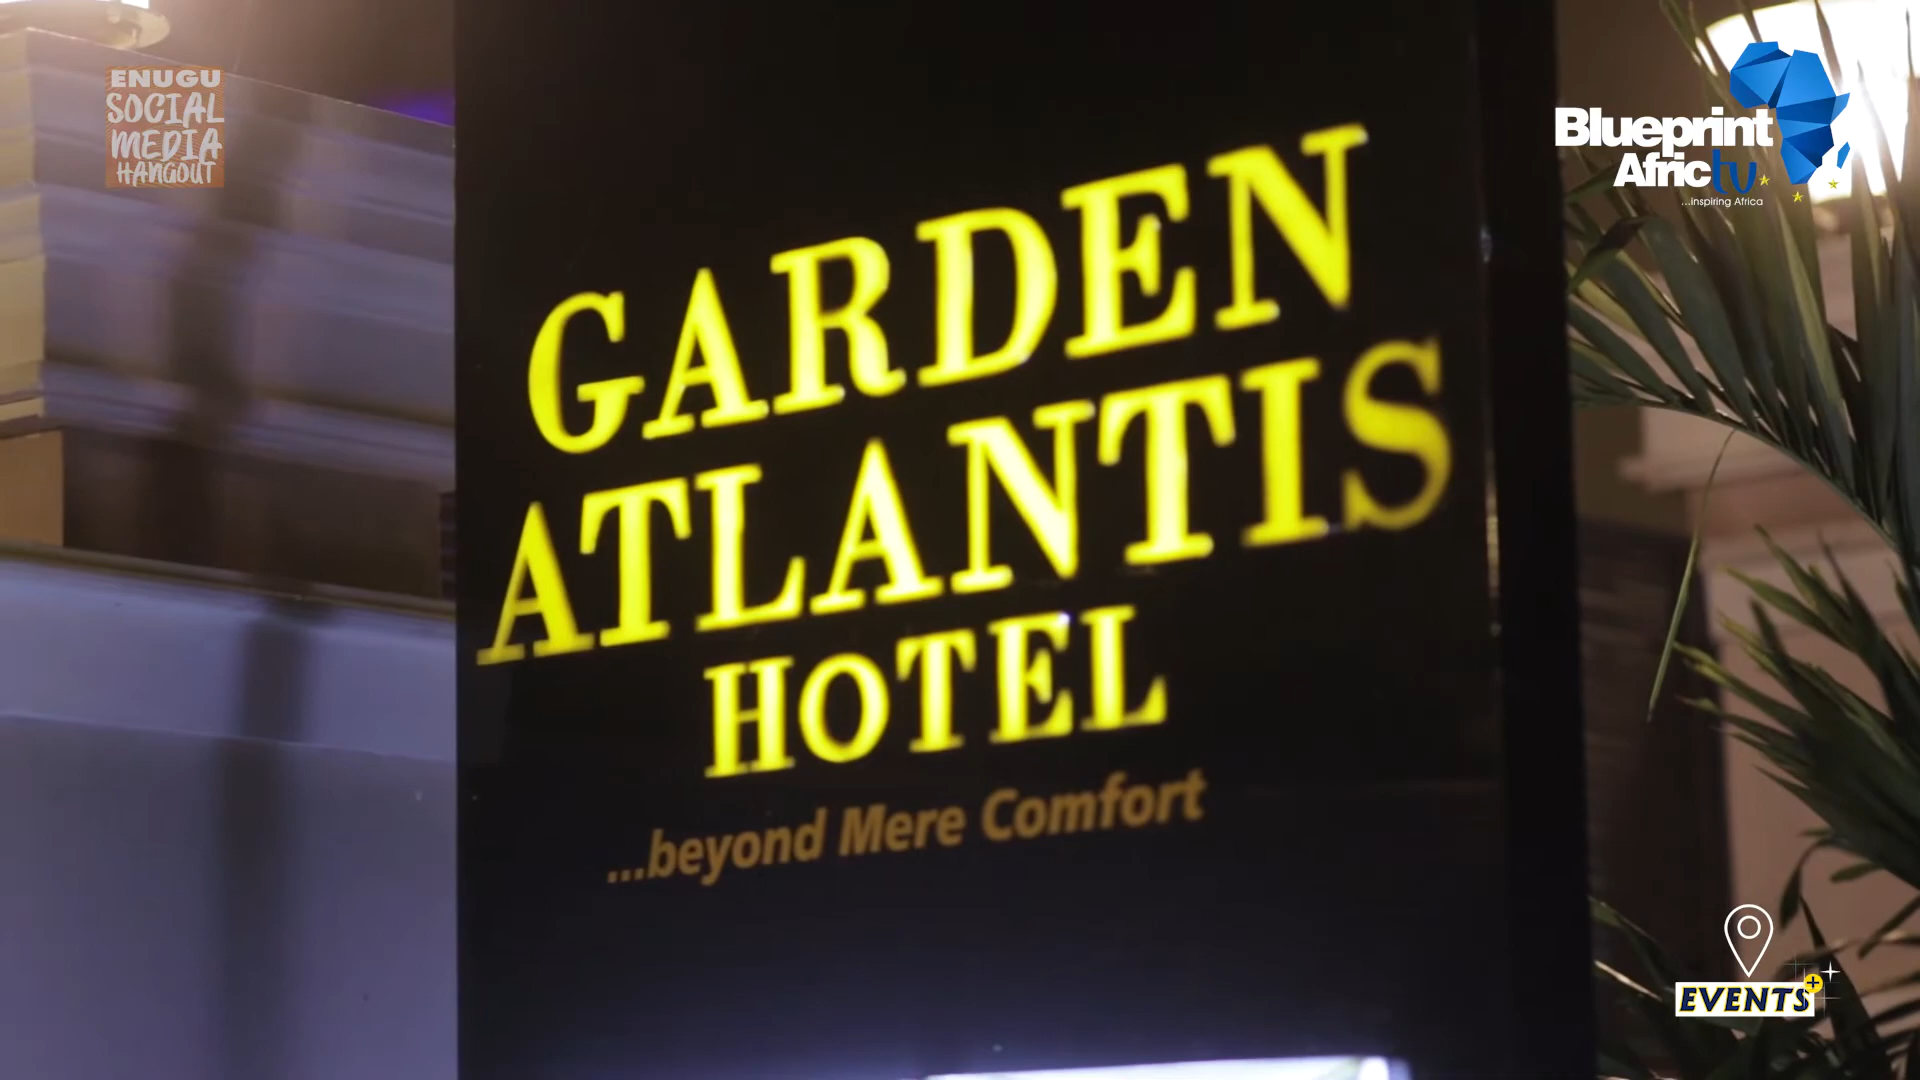 ENUGU
SOCIAL
MEDIA
HANGOUT
Blueprint
Africtv
...inspiring Africa
GARDEN
ATLANTIS
HOTEL
...beyond Mere Comfort
EVENTS+